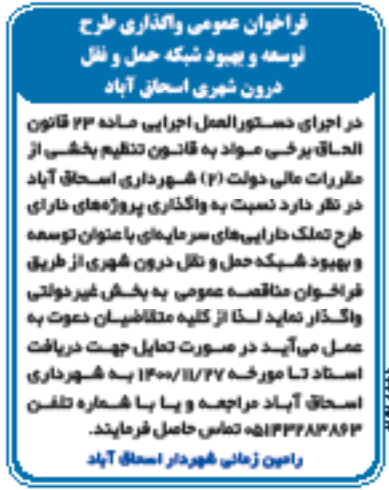 فراخوان عمومی واگذاری طرح
توسعه و بهبود شبکه حمل و نقل
درون شهری اسحاق آباد
در اجرای دستورالعمل اجرایی ماده ۲۳ قانون
الحاق برخی مواد به قانون تنظیم بخشی از
مقررات مالی دولت (۲) شهرداری اسحاق آباد
در نظر دارد نسبت به واگذاری پروژه‌های دارای
طرح تملک دارایی‌های سرمایه‌ای با عنوان توسعه
و بهبود شبکه حمل و نقل درون شهری از طریق
فراخوان مناقصه عمومی به بخش غیر دولتی
واگذار نماید لذا از کلیه متقاضیان دعوت به
عمل می‌آید در صورت تمایل جهت دریافت
اسناد تا مورخه ۱۴۰۰/۱۱/۲۷ به شهرداری
اسحاق آباد مراجعه و یا با شماره تلفن
۰۵۱۴۳۲۸۳۸۶۳ تماس حاصل فرمایند.
رامین زمانی شهردار اسحاق آباد